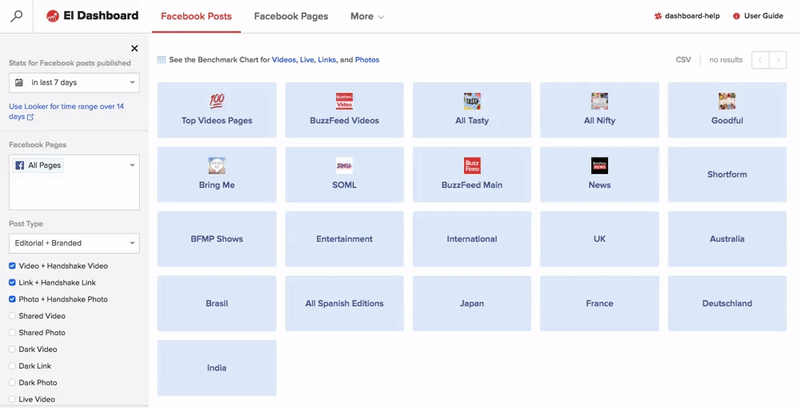 EI Dashboard
Facebook Posts
Facebook Pages
More
dashboard-help
User Guide
Stats for Facebook posts published
in last 7 days
Use Looker for time range over 14
days
Facebook Pages
All Pages
Post Type
Editorial + Branded
Video + Handshake Video
Link + Handshake Link
Photo + Handshake Photo
Shared Video
Shared Photo
Dark Video
Dark Link
Dark Photo
Live Video
See the Benchmark Chart for Videos, Live, Links, and Photos
CSV
no results
100
Top Videos Pages
BuzzFeed
Video
BuzzFeed Videos
TASTY
All Tasty
All Nifty
Goodful
Bring Me
SOML
BuzzFeed
BuzzFeed Main
News
Shortform
BFMP Shows
Entertainment
International
UK
Australia
Brasil
All Spanish Editions
Japan
France
Deutschland
India